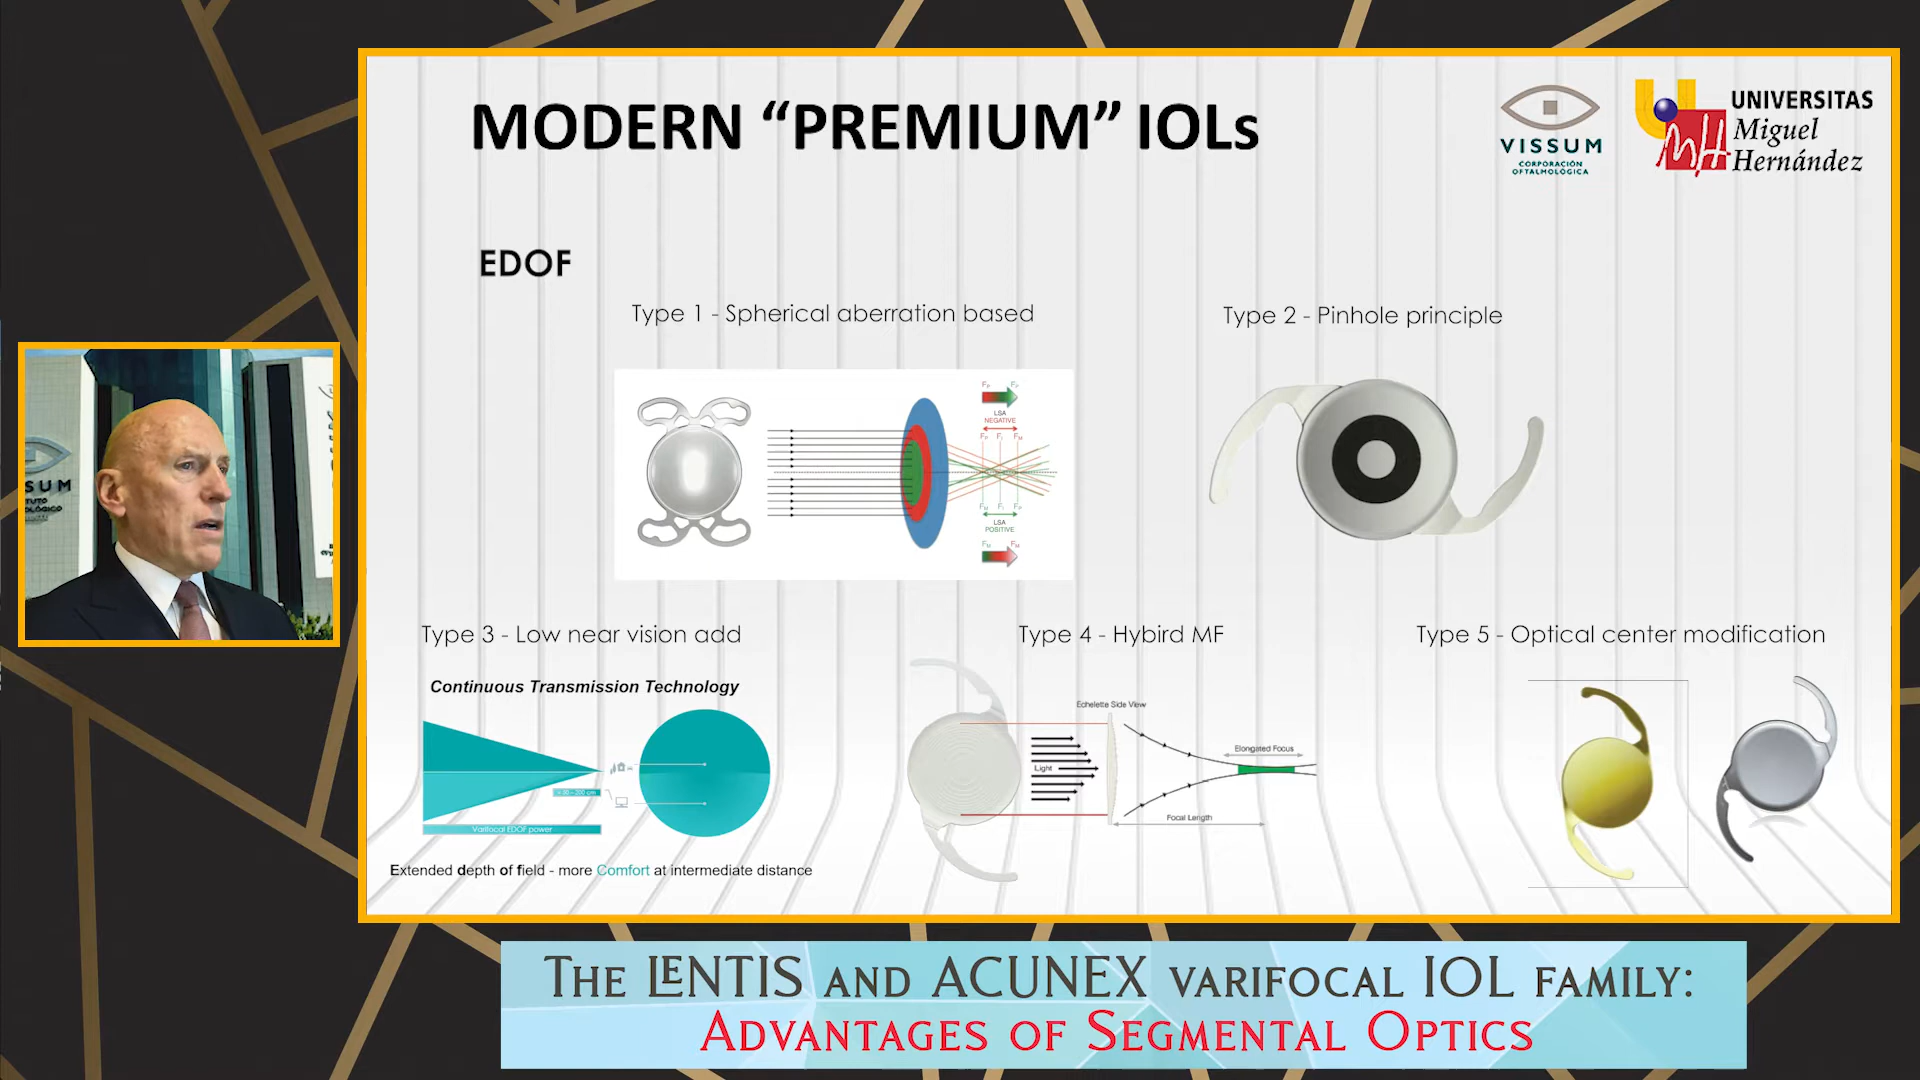 MODERN “PREMIUM” IOLs
VISSUM
CORPORACIÓN
OFTALMOLÓGICA
UNIVERSITAS
Miguel
Hernández
EDOF
Type 1 - Spherical aberration based
Type 2 - Pinhole principle
LSA
NEGATIVE
LSA
POSITIVE
SUM
Type 3 - Low near vision add
Type 4 - Hybird MF
Type 5 - Optical center modification
Continuous Transmission Technology
Echelette Side View
Elongated Focus
Light
Focal Length
Varifocal EDOF power
Extended depth of field - more Comfort at intermediate distance
The LENTIS and ACUNEX varifocal IOL family:
Advantages of Segmental Optics